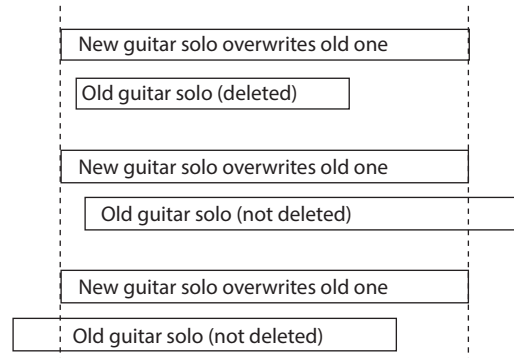 New guitar solo overwrites old one
Old guitar solo (deleted)
New guitar solo overwrites old one
Old guitar solo (not deleted)
New guitar solo overwrites old one
Old guitar solo (not deleted)